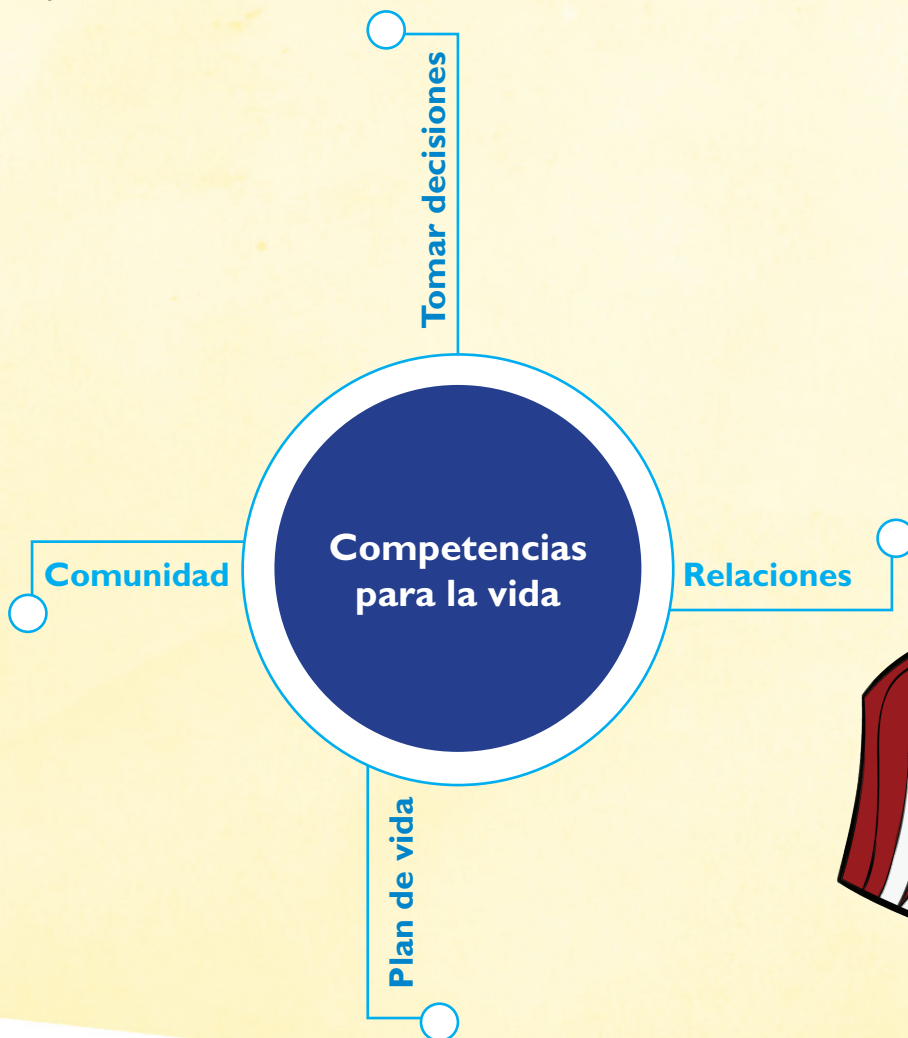 Tomar decisiones
Competencias
para la vida
Comunidad
Relaciones
Plan de vida